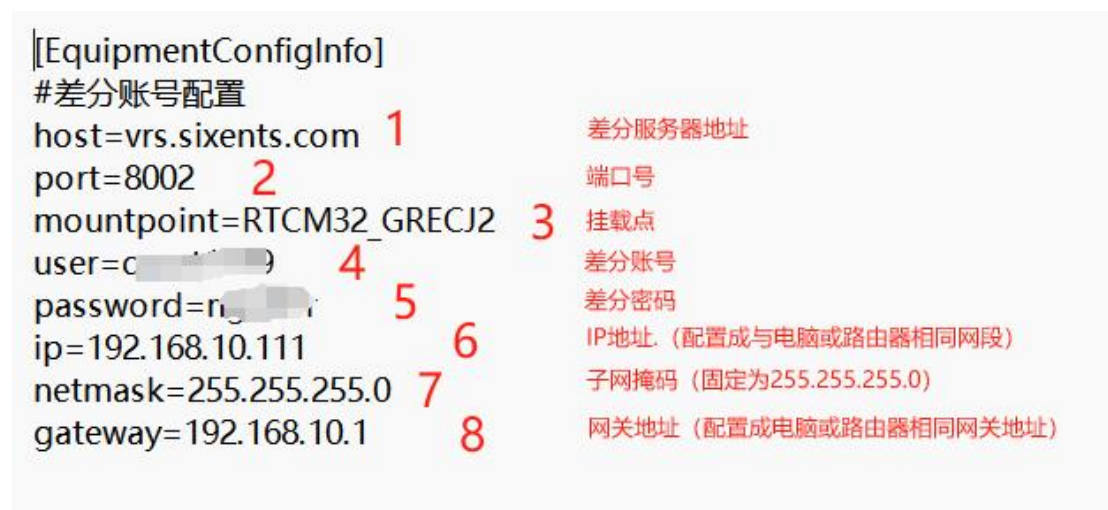 [EquipmentConfigInfo]
#差分账号配置
host=vrs.sixents.com 1 差分服务器地址
port=8002 2 端口号
mountpoint=RTCM32_GRECJ2 3 挂载点
user= 4 差分账号
password= 5 差分密码
ip=192.168.10.111 6 IP地址.（配置成与电脑或路由器相同网段）
netmask=255.255.255.0 7 子网掩码（固定为255.255.255.0）
gateway=192.168.10.1 8 网关地址（配置成电脑或路由器相同网关地址）